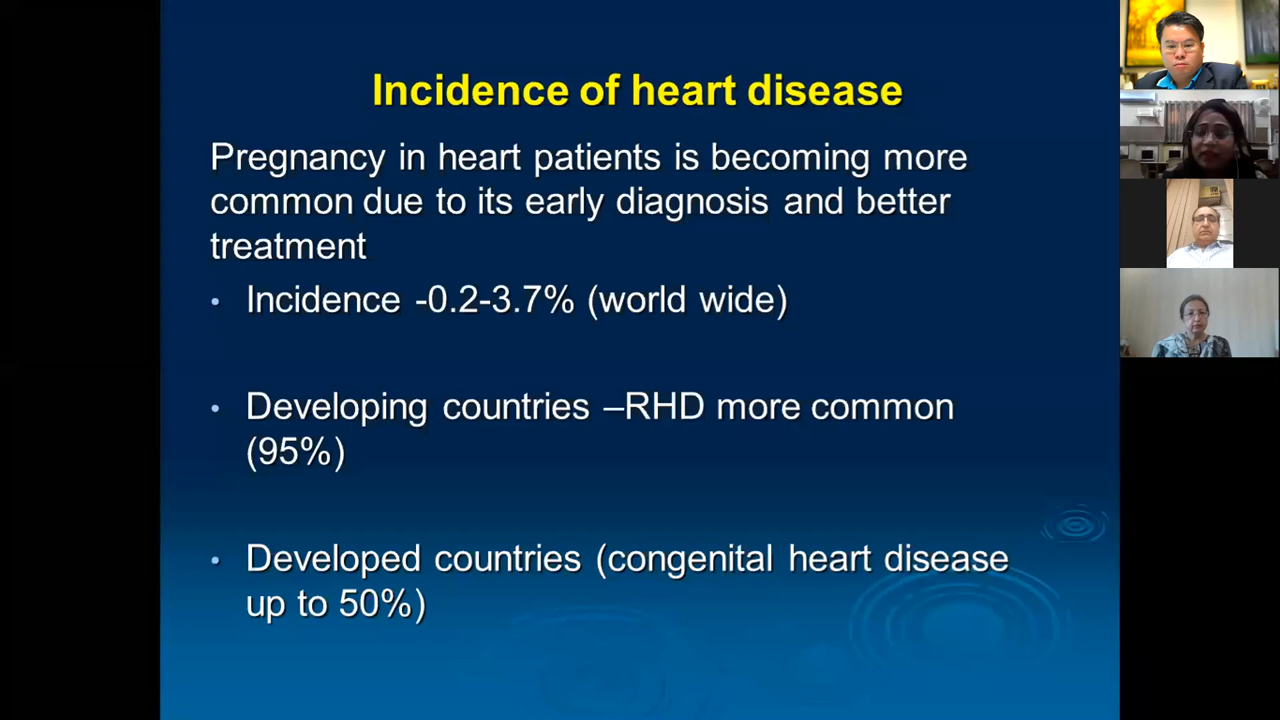 Incidence of heart disease
Pregnancy in heart patients is becoming more
common due to its early diagnosis and better
treatment
• Incidence -0.2-3.7% (world wide)
• Developing countries –RHD more common
(95%)
• Developed countries (congenital heart disease
up to 50%)